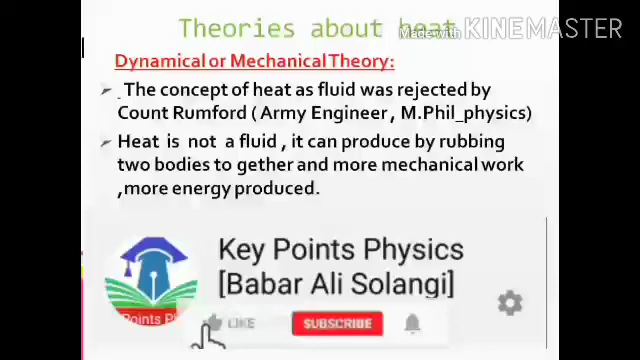 Theories about heat
Made with KINEMASTER
Dynamical or Mechanical Theory:
The concept of heat as fluid was rejected by
Count Rumford ( Army Engineer , M.Phil_physics)
Heat is not a fluid , it can produce by rubbing
two bodies to gether and more mechanical work
,more energy produced.
Key Points Physics
[Babar Ali Solangi]
Points Ph
LIKE
SUBSCRIBE